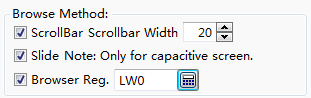 Browse Method:
ScrollBar Scrollbar Width 20
Slide Note: Only for capacitive screen.
Browser Reg. LW0